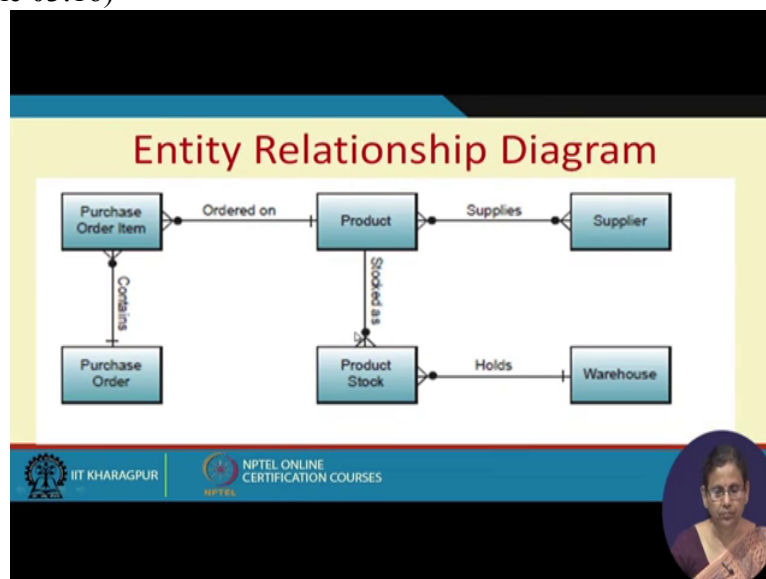 Entity Relationship Diagram
Purchase
Order Item
Ordered on
Product
Supplies
Supplier
Contains
Stocked as
Purchase
Order
Product
Stock
Holds
Warehouse
IIT KHARAGPUR
NPTEL
NPTEL ONLINE
CERTIFICATION COURSES